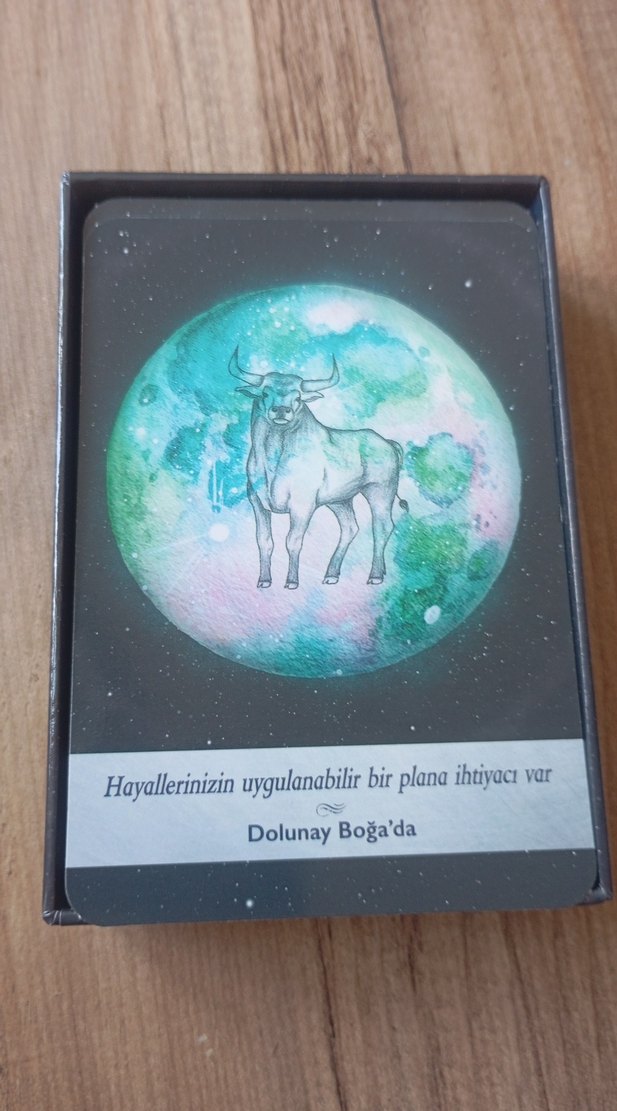 Hayallerinizin uygulanabilir bir plana ihtiyacı var
Dolunay Boğa'da